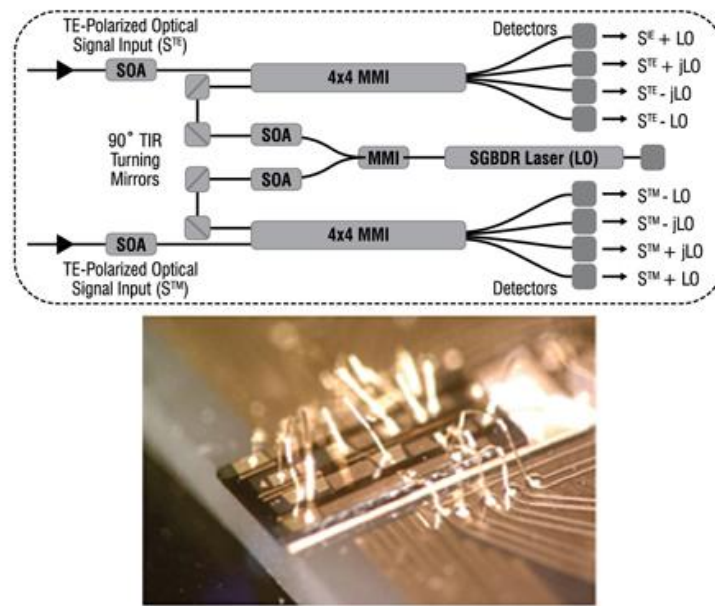 TE-Polarized Optical
Signal Input (S^TE)
SOA
4x4 MMI
Detectors
S^IE + LO
S^TE + jLO
S^TE - jLO
S^TE - LO
90° TIR
Turning
Mirrors
SOA
SOA
MMI
SGBDR Laser (LO)
SOA
4x4 MMI
TE-Polarized Optical
Signal Input (S^TM)
S^TM - LO
S^TM - jLO
S^TM + jLO
S^TM + LO
Detectors